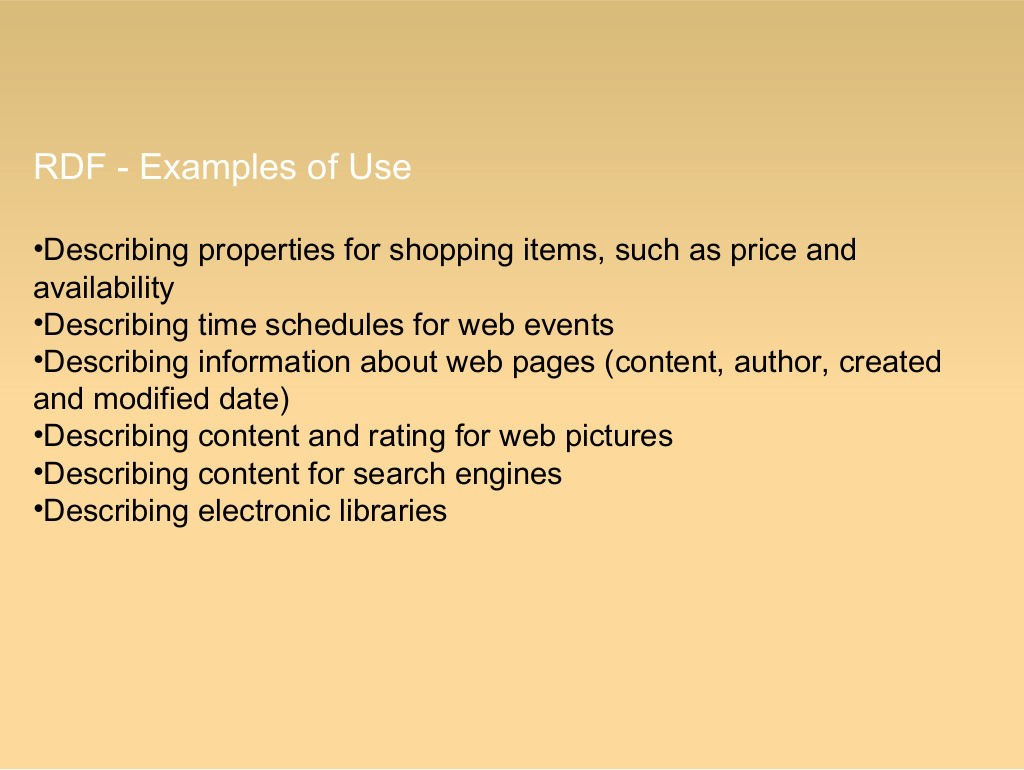 RDF - Examples of Use
•Describing properties for shopping items, such as price and
availability
•Describing time schedules for web events
•Describing information about web pages (content, author, created
and modified date)
•Describing content and rating for web pictures
•Describing content for search engines
•Describing electronic libraries